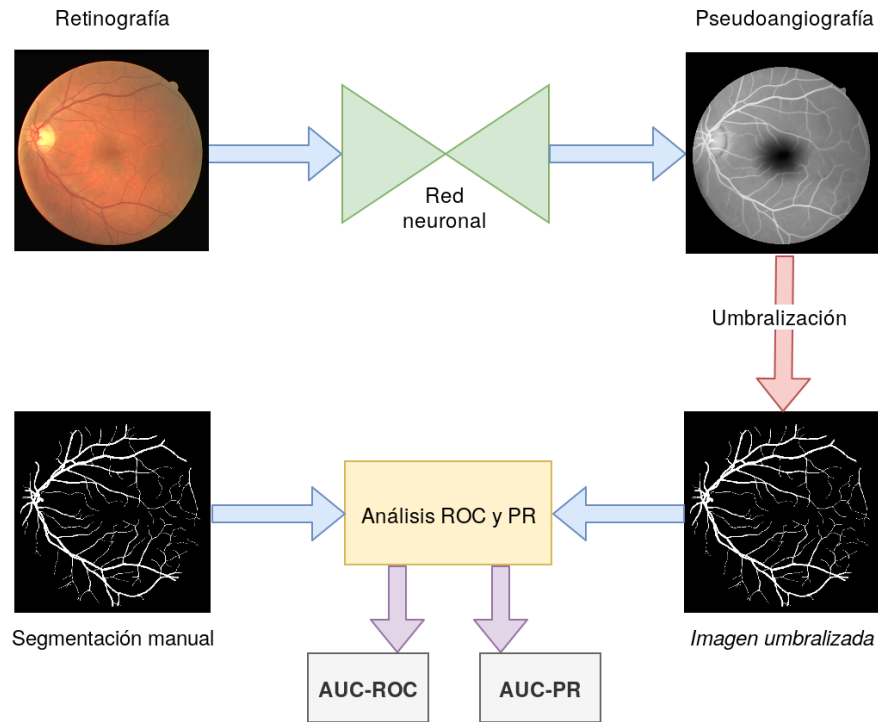 Retinografía
Pseudoangiografía
Red
neuronal
Umbralización
Análisis ROC y PR
Segmentación manual
Imagen umbralizada
AUC-ROC
AUC-PR